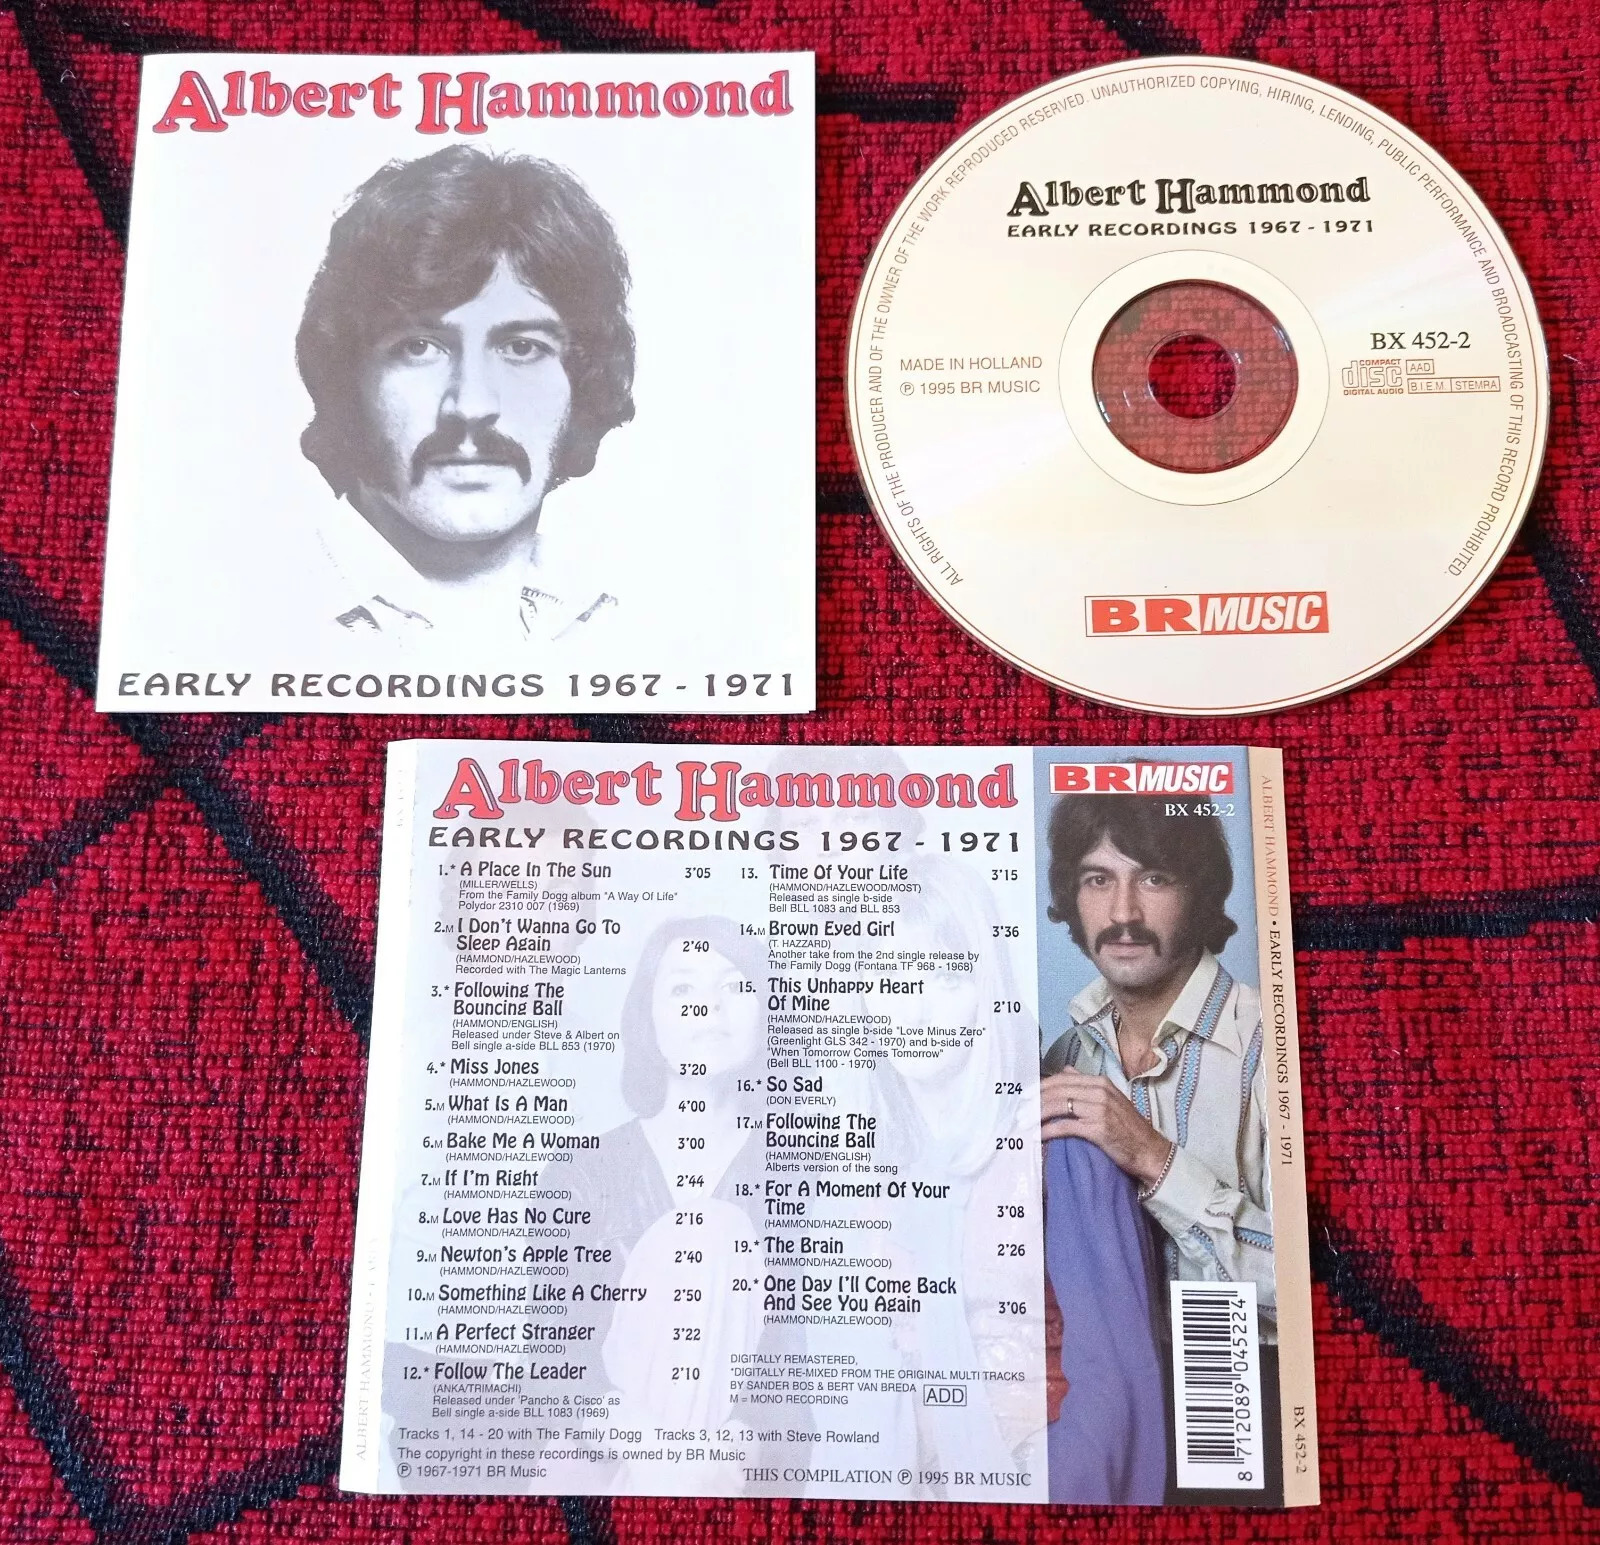 Albert Hammond
EARLY RECORDINGS 1967 - 1971
ALL RIGHTS OF THE PRODUCER AND OF THE OWNER OF THE WORK REPRODUCED RESERVED. UNAUTHORIZED COPYING, HIRING, LENDING, PUBLIC PERFORMANCE AND BROADCASTING OF THIS RECORD PROHIBITED.
Albert Hammond
EARLY RECORDINGS 1967 - 1971
MADE IN HOLLAND
℗ 1995 BR MUSIC
BX 452-2
COMPACT disc DIGITAL AUDIO
AAD
B.I.E.M. STEMRA
BR MUSIC
Albert Hammond
EARLY RECORDINGS 1967 - 1971
1.* A Place In The Sun 3'05
(MILLER/WELLS)
From the Family Dogg album "A Way Of Life"
Polydor 2310 007 (1969)
2.M I Don't Wanna Go To
Sleep Again 2'40
(HAMMOND/HAZLEWOOD)
Recorded with The Magic Lanterns
3.* Following The
Bouncing Ball 2'00
(HAMMOND/ENGLISH)
Released under Steve & Albert on
Bell single a-side BLL 853 (1970)
4.* Miss Jones 3'20
(HAMMOND/HAZLEWOOD)
5.M What Is A Man 4'00
(HAMMOND/HAZLEWOOD)
6.M Bake Me A Woman 3'00
(HAMMOND/HAZLEWOOD)
7.M If I'm Right 2'44
(HAMMOND/HAZLEWOOD)
8.M Love Has No Cure 2'16
(HAMMOND/HAZLEWOOD)
9.M Newton's Apple Tree 2'40
(HAMMOND/HAZLEWOOD)
10.M Something Like A Cherry 2'50
(HAMMOND/HAZLEWOOD)
11.M A Perfect Stranger 3'22
(HAMMOND/HAZLEWOOD)
12.* Follow The Leader 2'10
(ANKA/TRIMACHI)
Released under 'Pancho & Cisco' as
Bell single a-side BLL 1083 (1969)
13. Time Of Your Life 3'15
(HAMMOND/HAZLEWOOD/MOST)
Released as single b-side
Bell BLL 1083 and BLL 853
14.M Brown Eyed Girl 3'36
(T. HAZZARD)
Another take from the 2nd single release by
The Family Dogg (Fontana TF 968 - 1968)
15. This Unhappy Heart
Of Mine 2'10
(HAMMOND/HAZLEWOOD)
Released as single b-side "Love Minus Zero"
(Greenlight GLS 342 - 1970) and b-side of
"When Tomorrow Comes Tomorrow"
(Bell BLL 1100 - 1970)
16.* So Sad 2'24
(DON EVERLY)
17.M Following The
Bouncing Ball 2'00
(HAMMOND/ENGLISH)
Alberts version of the song
18.* For A Moment Of Your
Time 3'08
(HAMMOND/HAZLEWOOD)
19.* The Brain 2'26
(HAMMOND/HAZLEWOOD)
20.* One Day I'll Come Back
And See You Again 3'06
(HAMMOND/HAZLEWOOD)
DIGITALLY REMASTERED,
*DIGITALLY RE-MIXED FROM THE ORIGINAL MULTI TRACKS
BY SANDER BOS & BERT VAN BREDA ADD
M = MONO RECORDING
Tracks 1, 14 - 20 with The Family Dogg Tracks 3, 12, 13 with Steve Rowland
The copyright in these recordings is owned by BR Music
℗ 1967-1971 BR Music
THIS COMPILATION ℗ 1995 BR MUSIC
BR MUSIC
BX 452-2
8 712089 045224
ALBERT HAMMOND • EARLY RECORDINGS 1967 - 1971
BX 452-2
ALBERT HAMMOND